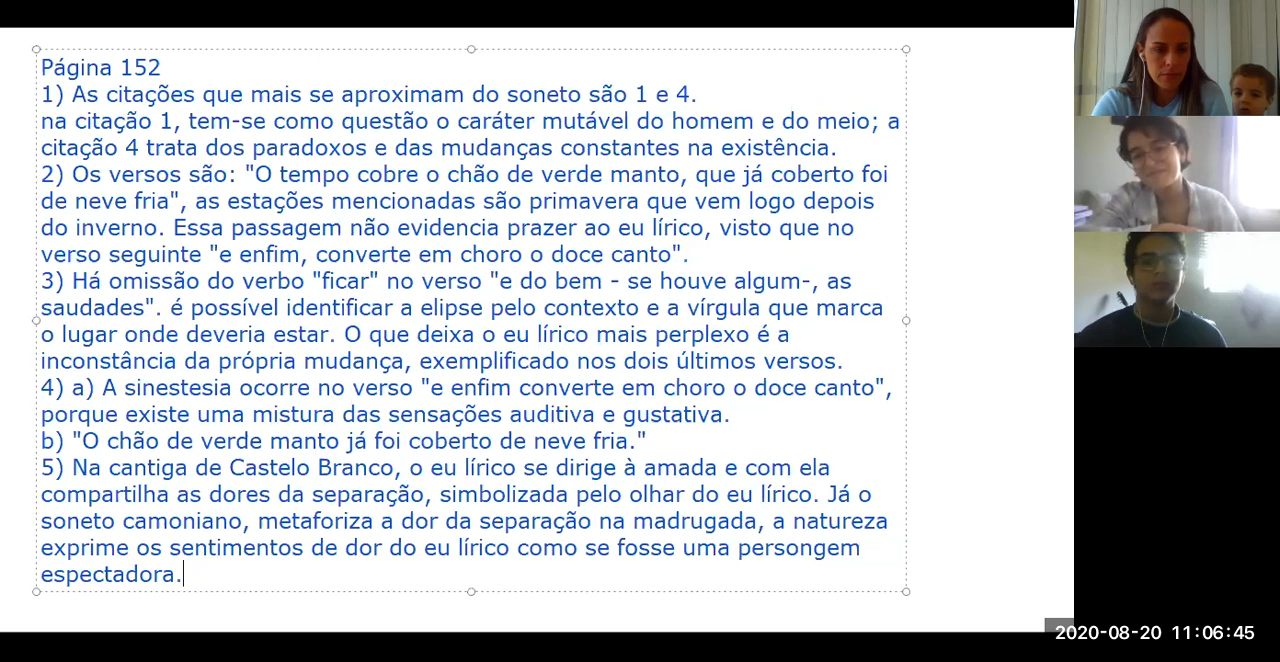 Página 152
1) As citações que mais se aproximam do soneto são 1 e 4.
na citação 1, tem-se como questão o caráter mutável do homem e do meio; a
citação 4 trata dos paradoxos e das mudanças constantes na existência.
2) Os versos são: "O tempo cobre o chão de verde manto, que já coberto foi
de neve fria", as estações mencionadas são primavera que vem logo depois
do inverno. Essa passagem não evidencia prazer ao eu lírico, visto que no
verso seguinte "e enfim, converte em choro o doce canto".
3) Há omissão do verbo "ficar" no verso "e do bem - se houve algum-, as
saudades". é possível identificar a elipse pelo contexto e a vírgula que marca
o lugar onde deveria estar. O que deixa o eu lírico mais perplexo é a
inconstância da própria mudança, exemplificado nos dois últimos versos.
4) a) A sinestesia ocorre no verso "e enfim converte em choro o doce canto",
porque existe uma mistura das sensações auditiva e gustativa.
b) "O chão de verde manto já foi coberto de neve fria."
5) Na cantiga de Castelo Branco, o eu lírico se dirige à amada e com ela
compartilha as dores da separação, simbolizada pelo olhar do eu lírico. Já o
soneto camoniano, metaforiza a dor da separação na madrugada, a natureza
exprime os sentimentos de dor do eu lírico como se fosse uma persongem
espectadora.
2020-08-20 11:06:45